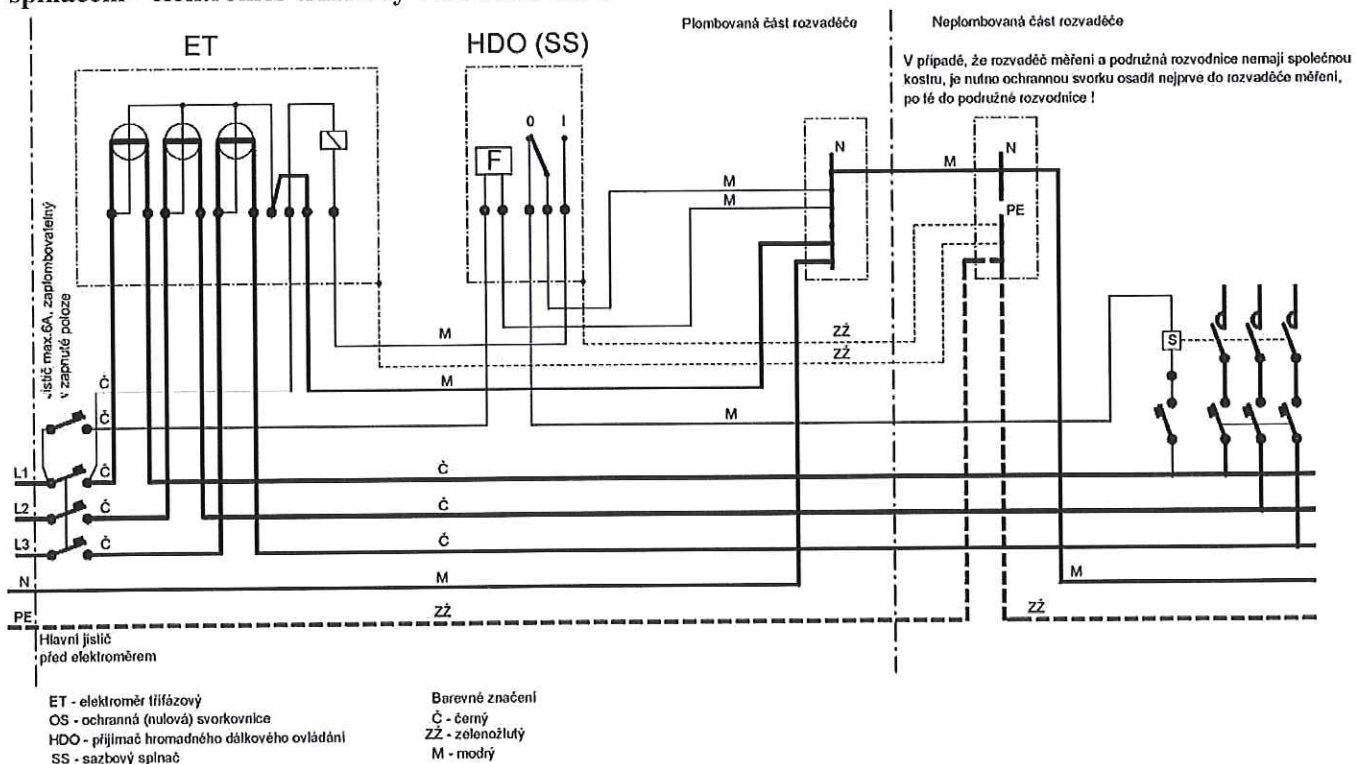 spínačem - elektroměr třífázový
Plombovaná část rozvaděče
Neplombovaná část rozvaděče
ET
HDO (SS)
V případě, že rozvaděč měření a podružná rozvodnice nemají společnou
kostru, je nutno ochrannou svorku osadit nejprve do rozvaděče měření,
po té do podružné rozvodnice !
0 I
F
N
M
N
M
M
PE
jistič max.6A, zaplombovatelný
v zapnuté poloze
M
ZŽ
ZŽ
S
Č
M
Č
M
L1
Č
Č
L2
Č
Č
L3
Č
Č
N
M
M
PE
ZŽ
ZŽ
Hlavní jistič
před elektroměrem
ET - elektroměr třífázový
OS - ochranná (nulová) svorkovnice
HDO - přijímač hromadného dálkového ovládání
SS - sazbový spínač
Barevné značení
Č - černý
ZŽ - zelenožlutý
M - modrý